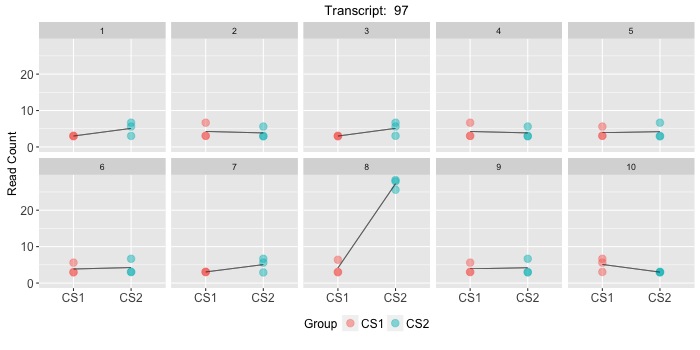 Transcript: 97
1 2 3 4 5
20
10
0
6 7 8 9 10
20
10
0
Read Count
CS1 CS2 CS1 CS2 CS1 CS2 CS1 CS2 CS1 CS2
Group CS1 CS2